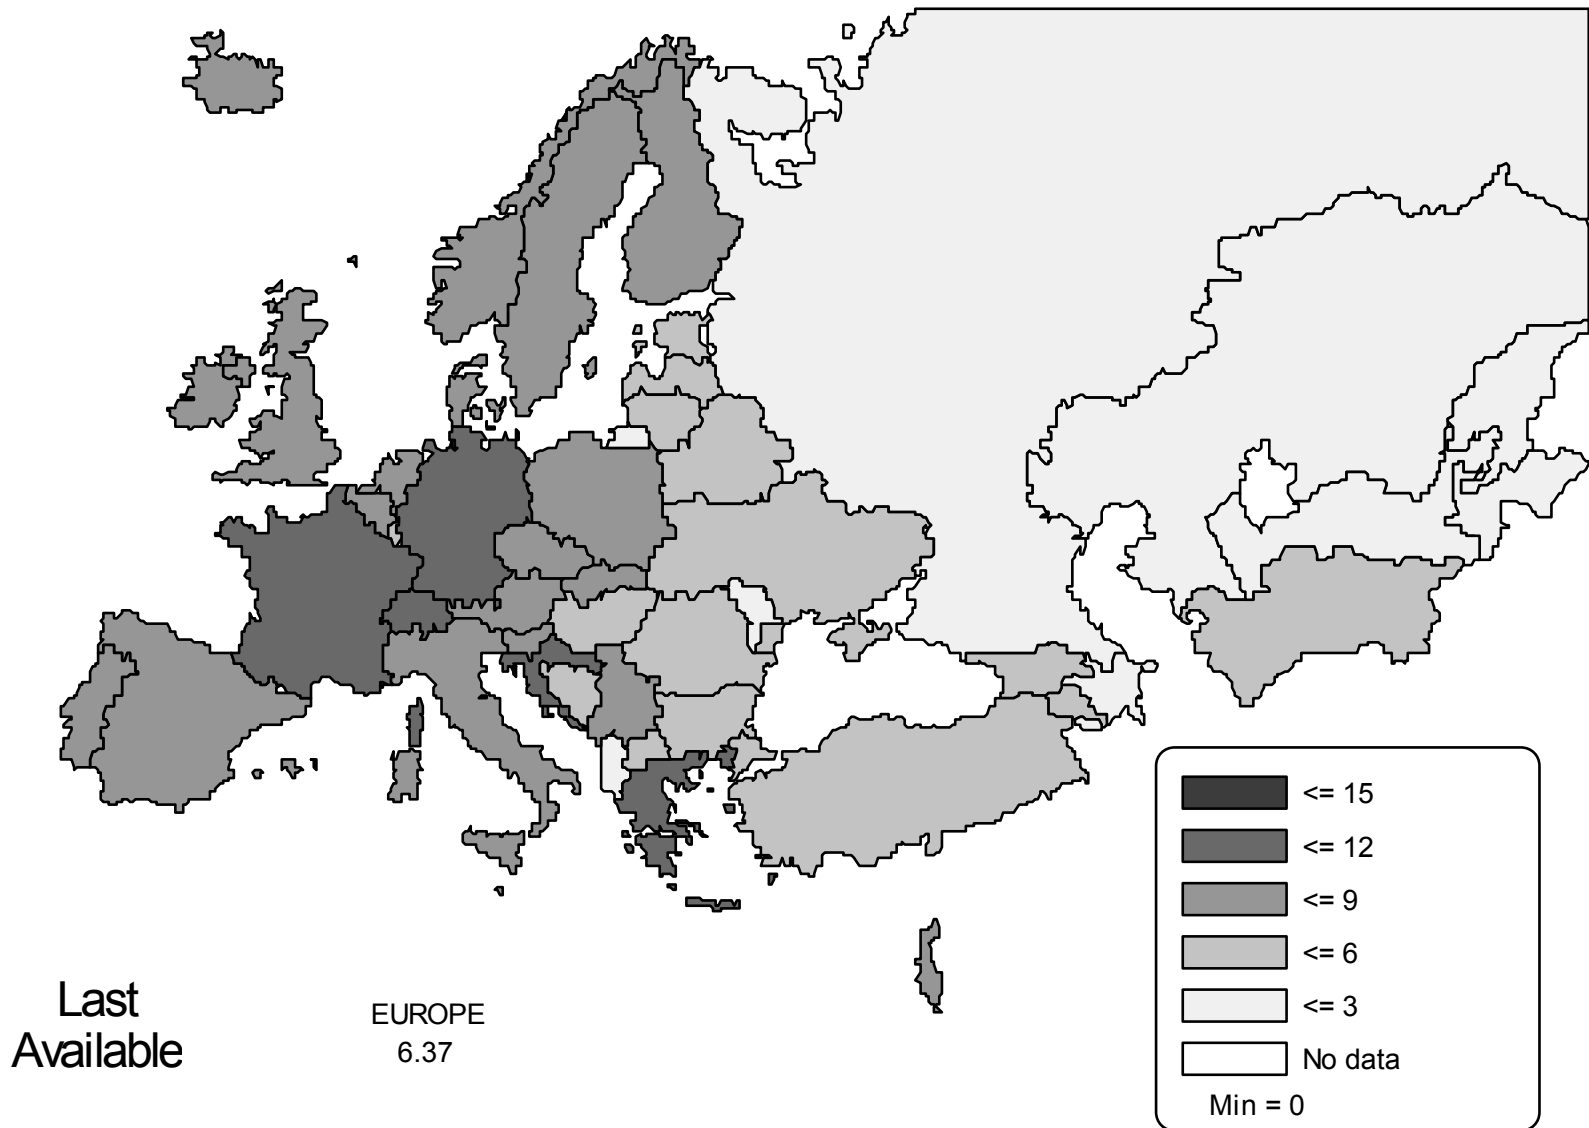 <= 15
<= 12
<= 9
<= 6
<= 3
No data
Min = 0
Last
Available
EUROPE
6.37